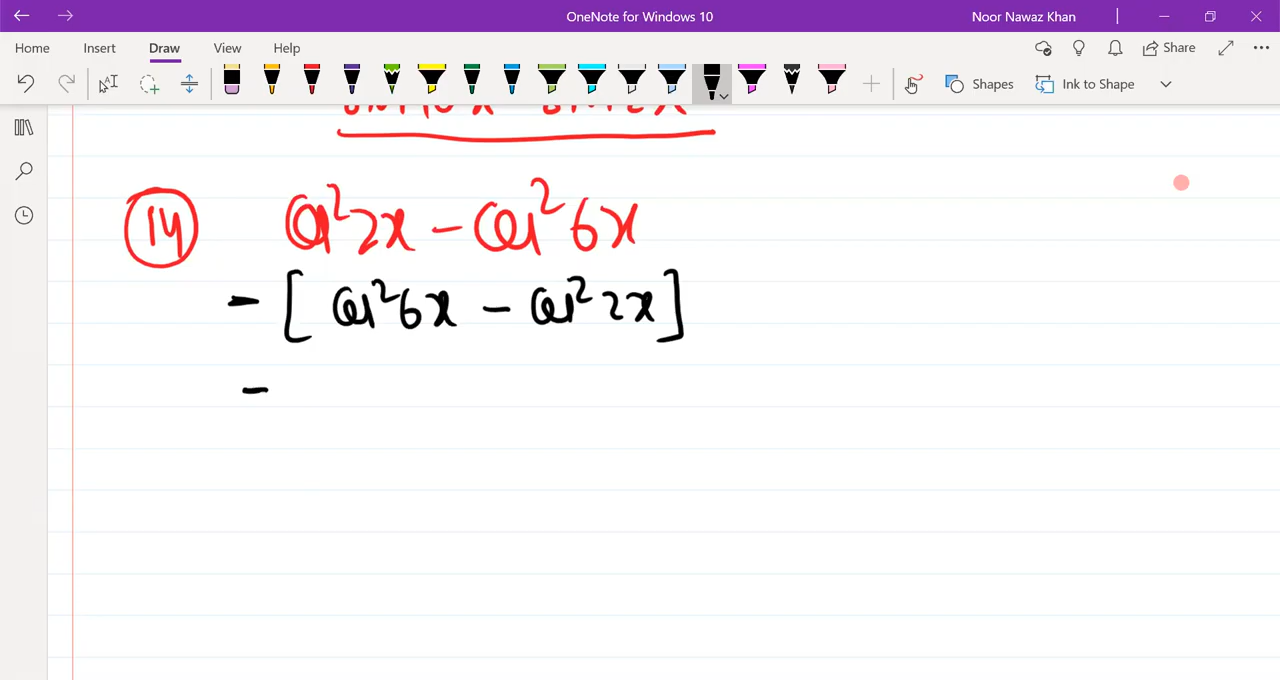 OneNote for Windows 10
Noor Nawaz Khan
Home Insert Draw View Help Share
Shapes Ink to Shape
14 Cos²2x - Cos²6x
- [ Cos²6x - Cos²2x ]
-